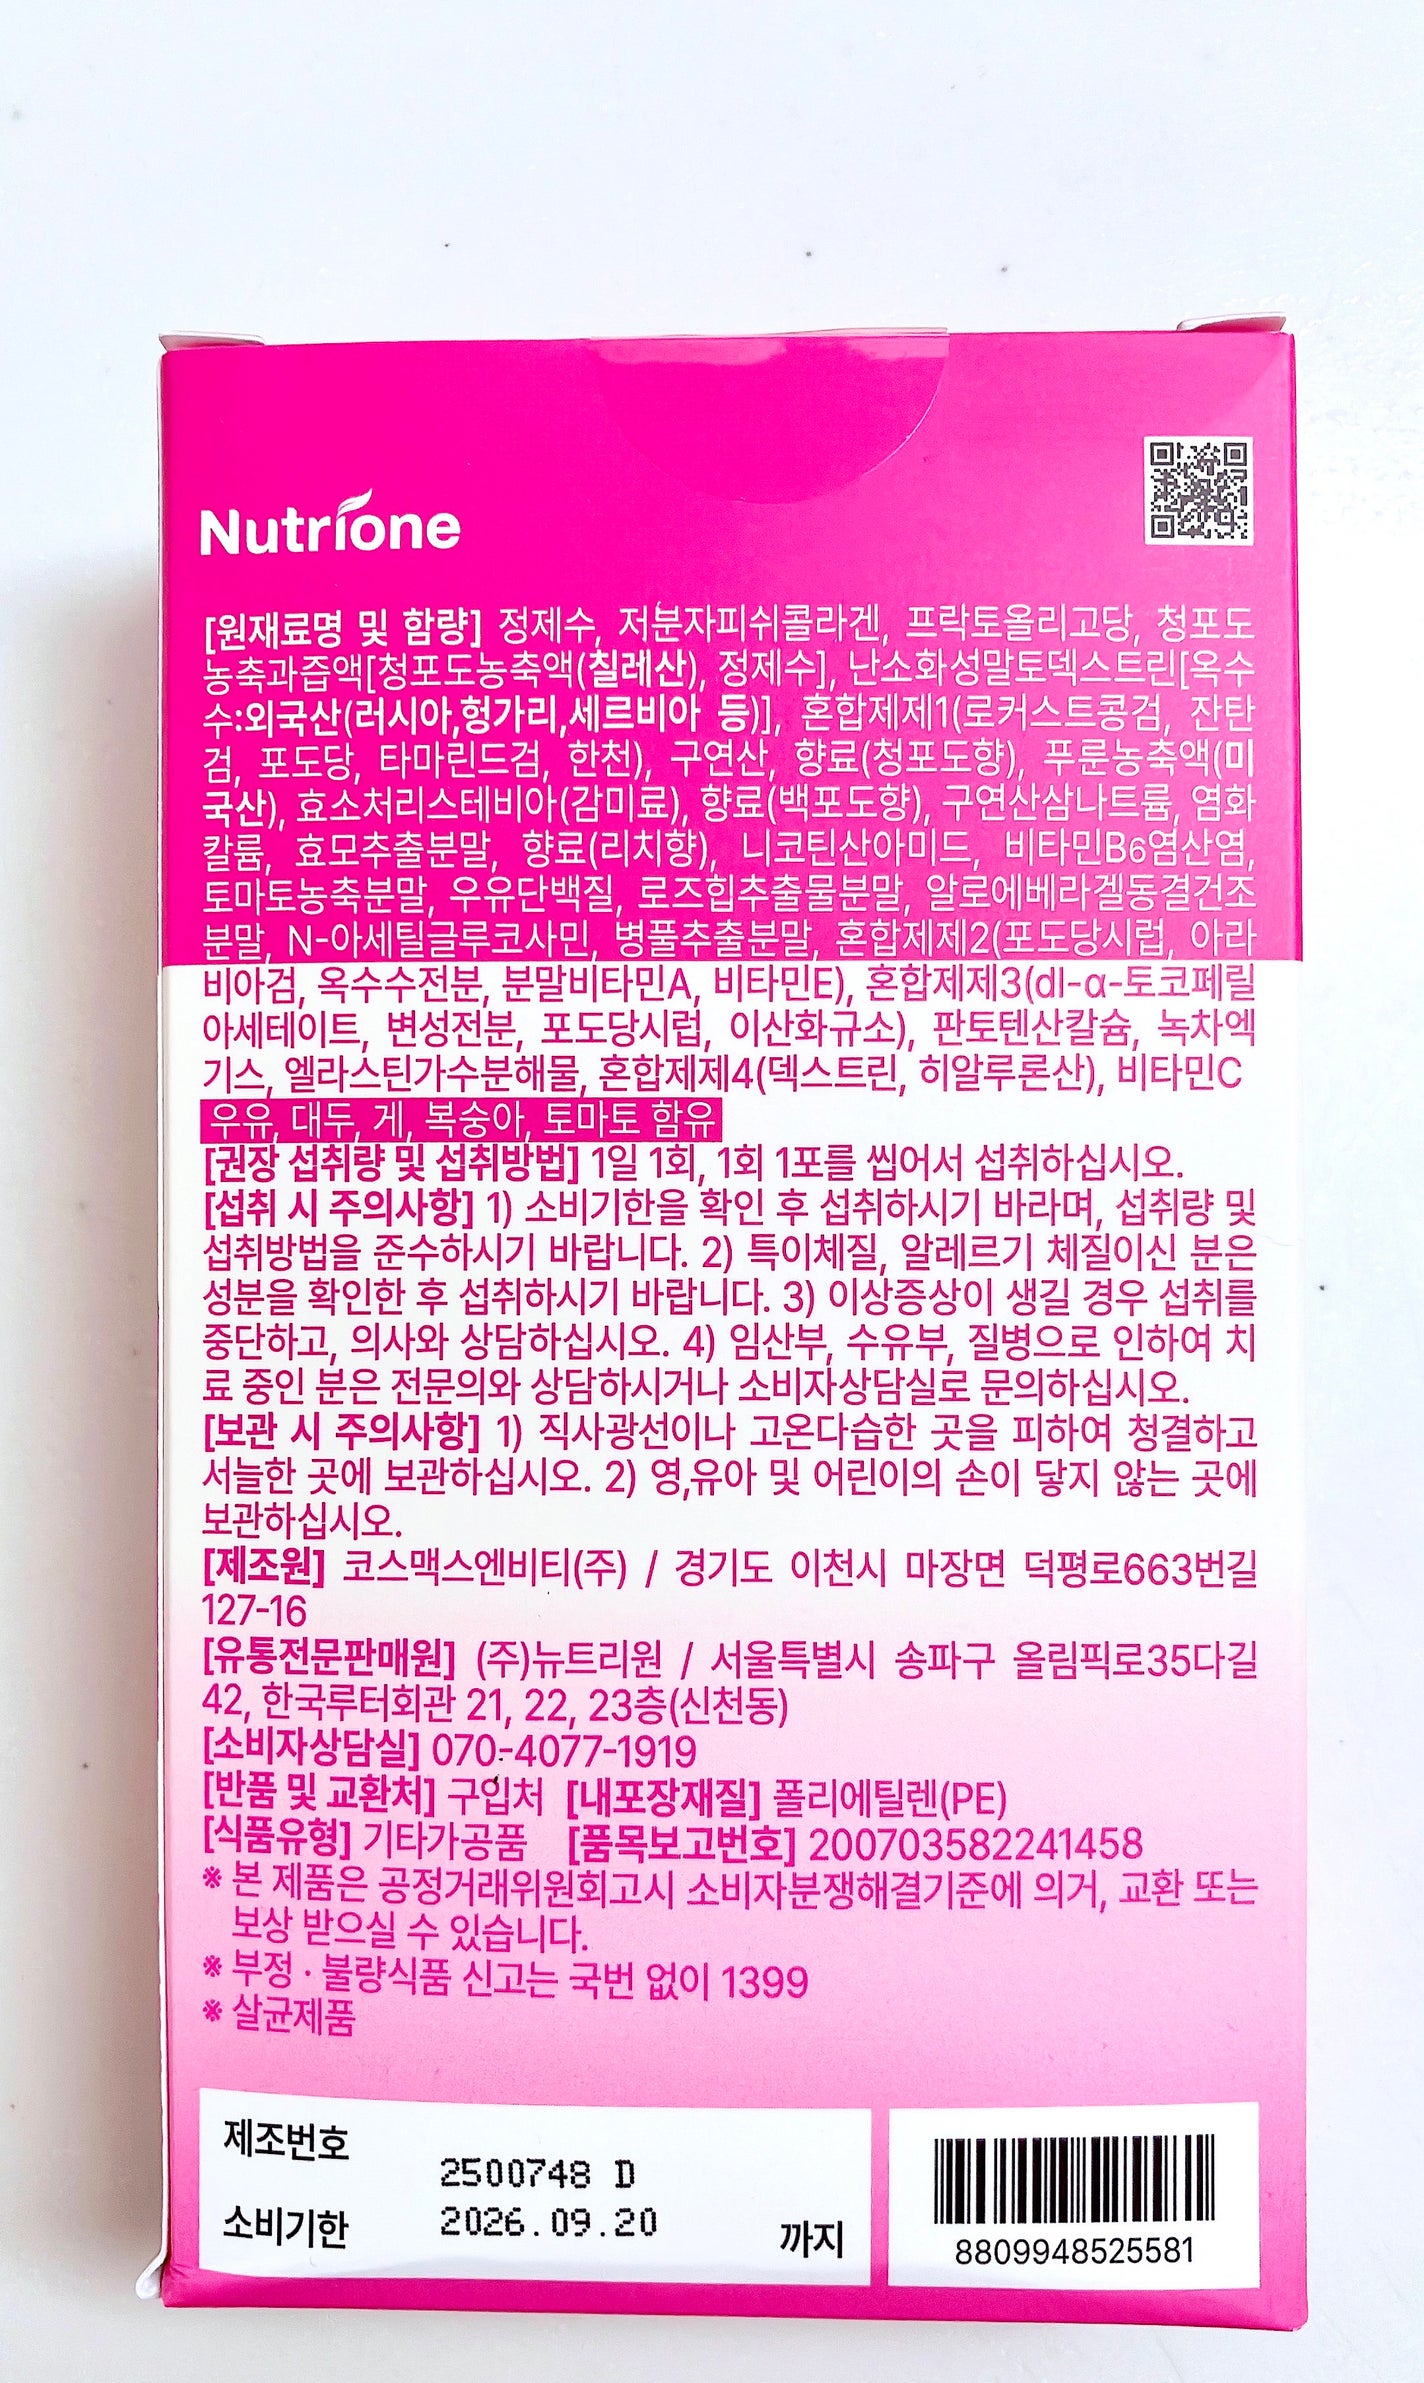 Nutrione
[원재료명 및 함량] 정제수, 저분자피쉬콜라겐, 프락토올리고당, 청포도
농축과즙액[청포도농축액(칠레산), 정제수], 난소화성말토덱스트린[옥수
수:외국산(러시아,헝가리,세르비아 등)], 혼합제제1(로커스트콩검, 잔탄
검, 포도당, 타마린드검, 한천), 구연산, 향료(청포도향), 푸룬농축액(미
국산), 효소처리스테비아(감미료), 향료(백포도향), 구연산삼나트륨, 염화
칼륨, 효모추출분말, 향료(리치향), 니코틴산아미드, 비타민B6염산염,
토마토농축분말, 우유단백질, 로즈힙추출물분말, 알로에베라겔동결건조
분말, N-아세틸글루코사민, 병풀추출분말, 혼합제제2(포도당시럽, 아라
비아검, 옥수수전분, 분말비타민A, 비타민E), 혼합제제3(dl-α-토코페릴
아세테이트, 변성전분, 포도당시럽, 이산화규소), 판토텐산칼슘, 녹차엑
기스, 엘라스틴가수분해물, 혼합제제4(덱스트린, 히알루론산), 비타민C
우유, 대두, 게, 복숭아, 토마토 함유
[권장 섭취량 및 섭취방법] 1일 1회, 1회 1포를 씹어서 섭취하십시오.
[섭취 시 주의사항] 1) 소비기한을 확인 후 섭취하시기 바라며, 섭취량 및
섭취방법을 준수하시기 바랍니다. 2) 특이체질, 알레르기 체질이신 분은
성분을 확인한 후 섭취하시기 바랍니다. 3) 이상증상이 생길 경우 섭취를
중단하고, 의사와 상담하십시오. 4) 임산부, 수유부, 질병으로 인하여 치
료 중인 분은 전문의와 상담하시거나 소비자상담실로 문의하십시오.
[보관 시 주의사항] 1) 직사광선이나 고온다습한 곳을 피하여 청결하고
서늘한 곳에 보관하십시오. 2) 영,유아 및 어린이의 손이 닿지 않는 곳에
보관하십시오.
[제조원] 코스맥스엔비티(주) / 경기도 이천시 마장면 덕평로663번길
127-16
[유통전문판매원] (주)뉴트리원 / 서울특별시 송파구 올림픽로35다길
42, 한국루터회관 21, 22, 23층(신천동)
[소비자상담실] 070-4077-1919
[반품 및 교환처] 구입처 [내포장재질] 폴리에틸렌(PE)
[식품유형] 기타가공품 [품목보고번호] 200703582241458
※ 본 제품은 공정거래위원회고시 소비자분쟁해결기준에 의거, 교환 또는
보상 받으실 수 있습니다.
※ 부정 · 불량식품 신고는 국번 없이 1399
※ 살균제품
제조번호 2500748 D
소비기한 2026.09.20 까지
8809948525581